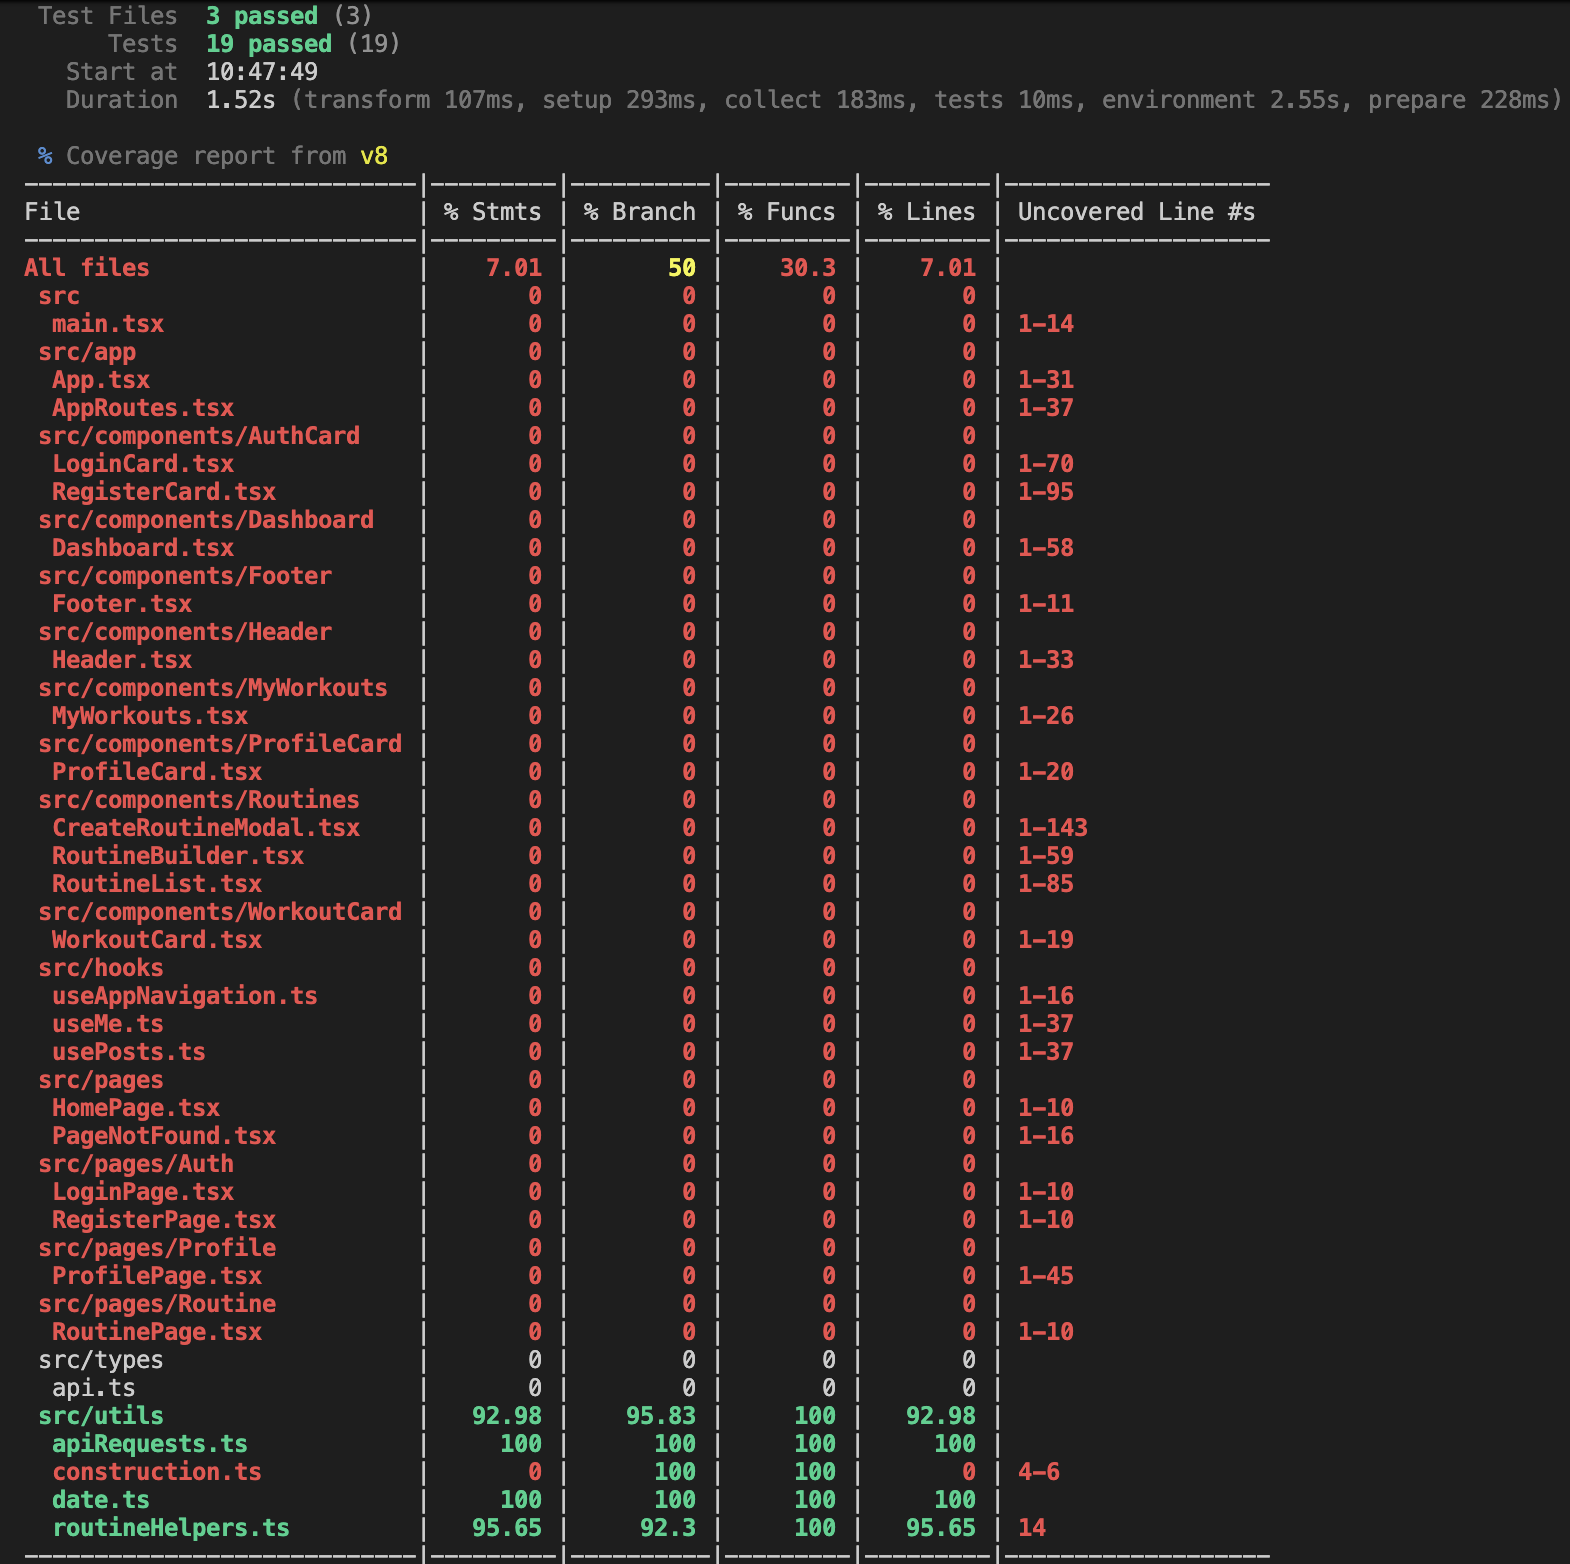 Test Files  3 passed (3)
Tests  19 passed (19)
Start at  10:47:49
Duration  1.52s (transform 107ms, setup 293ms, collect 183ms, tests 10ms, environment 2.55s, prepare 228ms)
% Coverage report from v8
File | % Stmts | % Branch | % Funcs | % Lines | Uncovered Line #s
All files | 7.01 | 50 | 30.3 | 7.01 |
src | 0 | 0 | 0 | 0 |
main.tsx | 0 | 0 | 0 | 0 | 1-14
src/app | 0 | 0 | 0 | 0 |
App.tsx | 0 | 0 | 0 | 0 | 1-31
AppRoutes.tsx | 0 | 0 | 0 | 0 | 1-37
src/components/AuthCard | 0 | 0 | 0 | 0 |
LoginCard.tsx | 0 | 0 | 0 | 0 | 1-70
RegisterCard.tsx | 0 | 0 | 0 | 0 | 1-95
src/components/Dashboard | 0 | 0 | 0 | 0 |
Dashboard.tsx | 0 | 0 | 0 | 0 | 1-58
src/components/Footer | 0 | 0 | 0 | 0 |
Footer.tsx | 0 | 0 | 0 | 0 | 1-11
src/components/Header | 0 | 0 | 0 | 0 |
Header.tsx | 0 | 0 | 0 | 0 | 1-33
src/components/MyWorkouts | 0 | 0 | 0 | 0 |
MyWorkouts.tsx | 0 | 0 | 0 | 0 | 1-26
src/components/ProfileCard | 0 | 0 | 0 | 0 |
ProfileCard.tsx | 0 | 0 | 0 | 0 | 1-20
src/components/Routines | 0 | 0 | 0 | 0 |
CreateRoutineModal.tsx | 0 | 0 | 0 | 0 | 1-143
RoutineBuilder.tsx | 0 | 0 | 0 | 0 | 1-59
RoutineList.tsx | 0 | 0 | 0 | 0 | 1-85
src/components/WorkoutCard | 0 | 0 | 0 | 0 |
WorkoutCard.tsx | 0 | 0 | 0 | 0 | 1-19
src/hooks | 0 | 0 | 0 | 0 |
useAppNavigation.ts | 0 | 0 | 0 | 0 | 1-16
useMe.ts | 0 | 0 | 0 | 0 | 1-37
usePosts.ts | 0 | 0 | 0 | 0 | 1-37
src/pages | 0 | 0 | 0 | 0 |
HomePage.tsx | 0 | 0 | 0 | 0 | 1-10
PageNotFound.tsx | 0 | 0 | 0 | 0 | 1-16
src/pages/Auth | 0 | 0 | 0 | 0 |
LoginPage.tsx | 0 | 0 | 0 | 0 | 1-10
RegisterPage.tsx | 0 | 0 | 0 | 0 | 1-10
src/pages/Profile | 0 | 0 | 0 | 0 |
ProfilePage.tsx | 0 | 0 | 0 | 0 | 1-45
src/pages/Routine | 0 | 0 | 0 | 0 |
RoutinePage.tsx | 0 | 0 | 0 | 0 | 1-10
src/types | 0 | 0 | 0 | 0 |
api.ts | 0 | 0 | 0 | 0 |
src/utils | 92.98 | 95.83 | 100 | 92.98 |
apiRequests.ts | 100 | 100 | 100 | 100 |
construction.ts | 0 | 100 | 100 | 0 | 4-6
date.ts | 100 | 100 | 100 | 100 |
routineHelpers.ts | 95.65 | 92.3 | 100 | 95.65 | 14